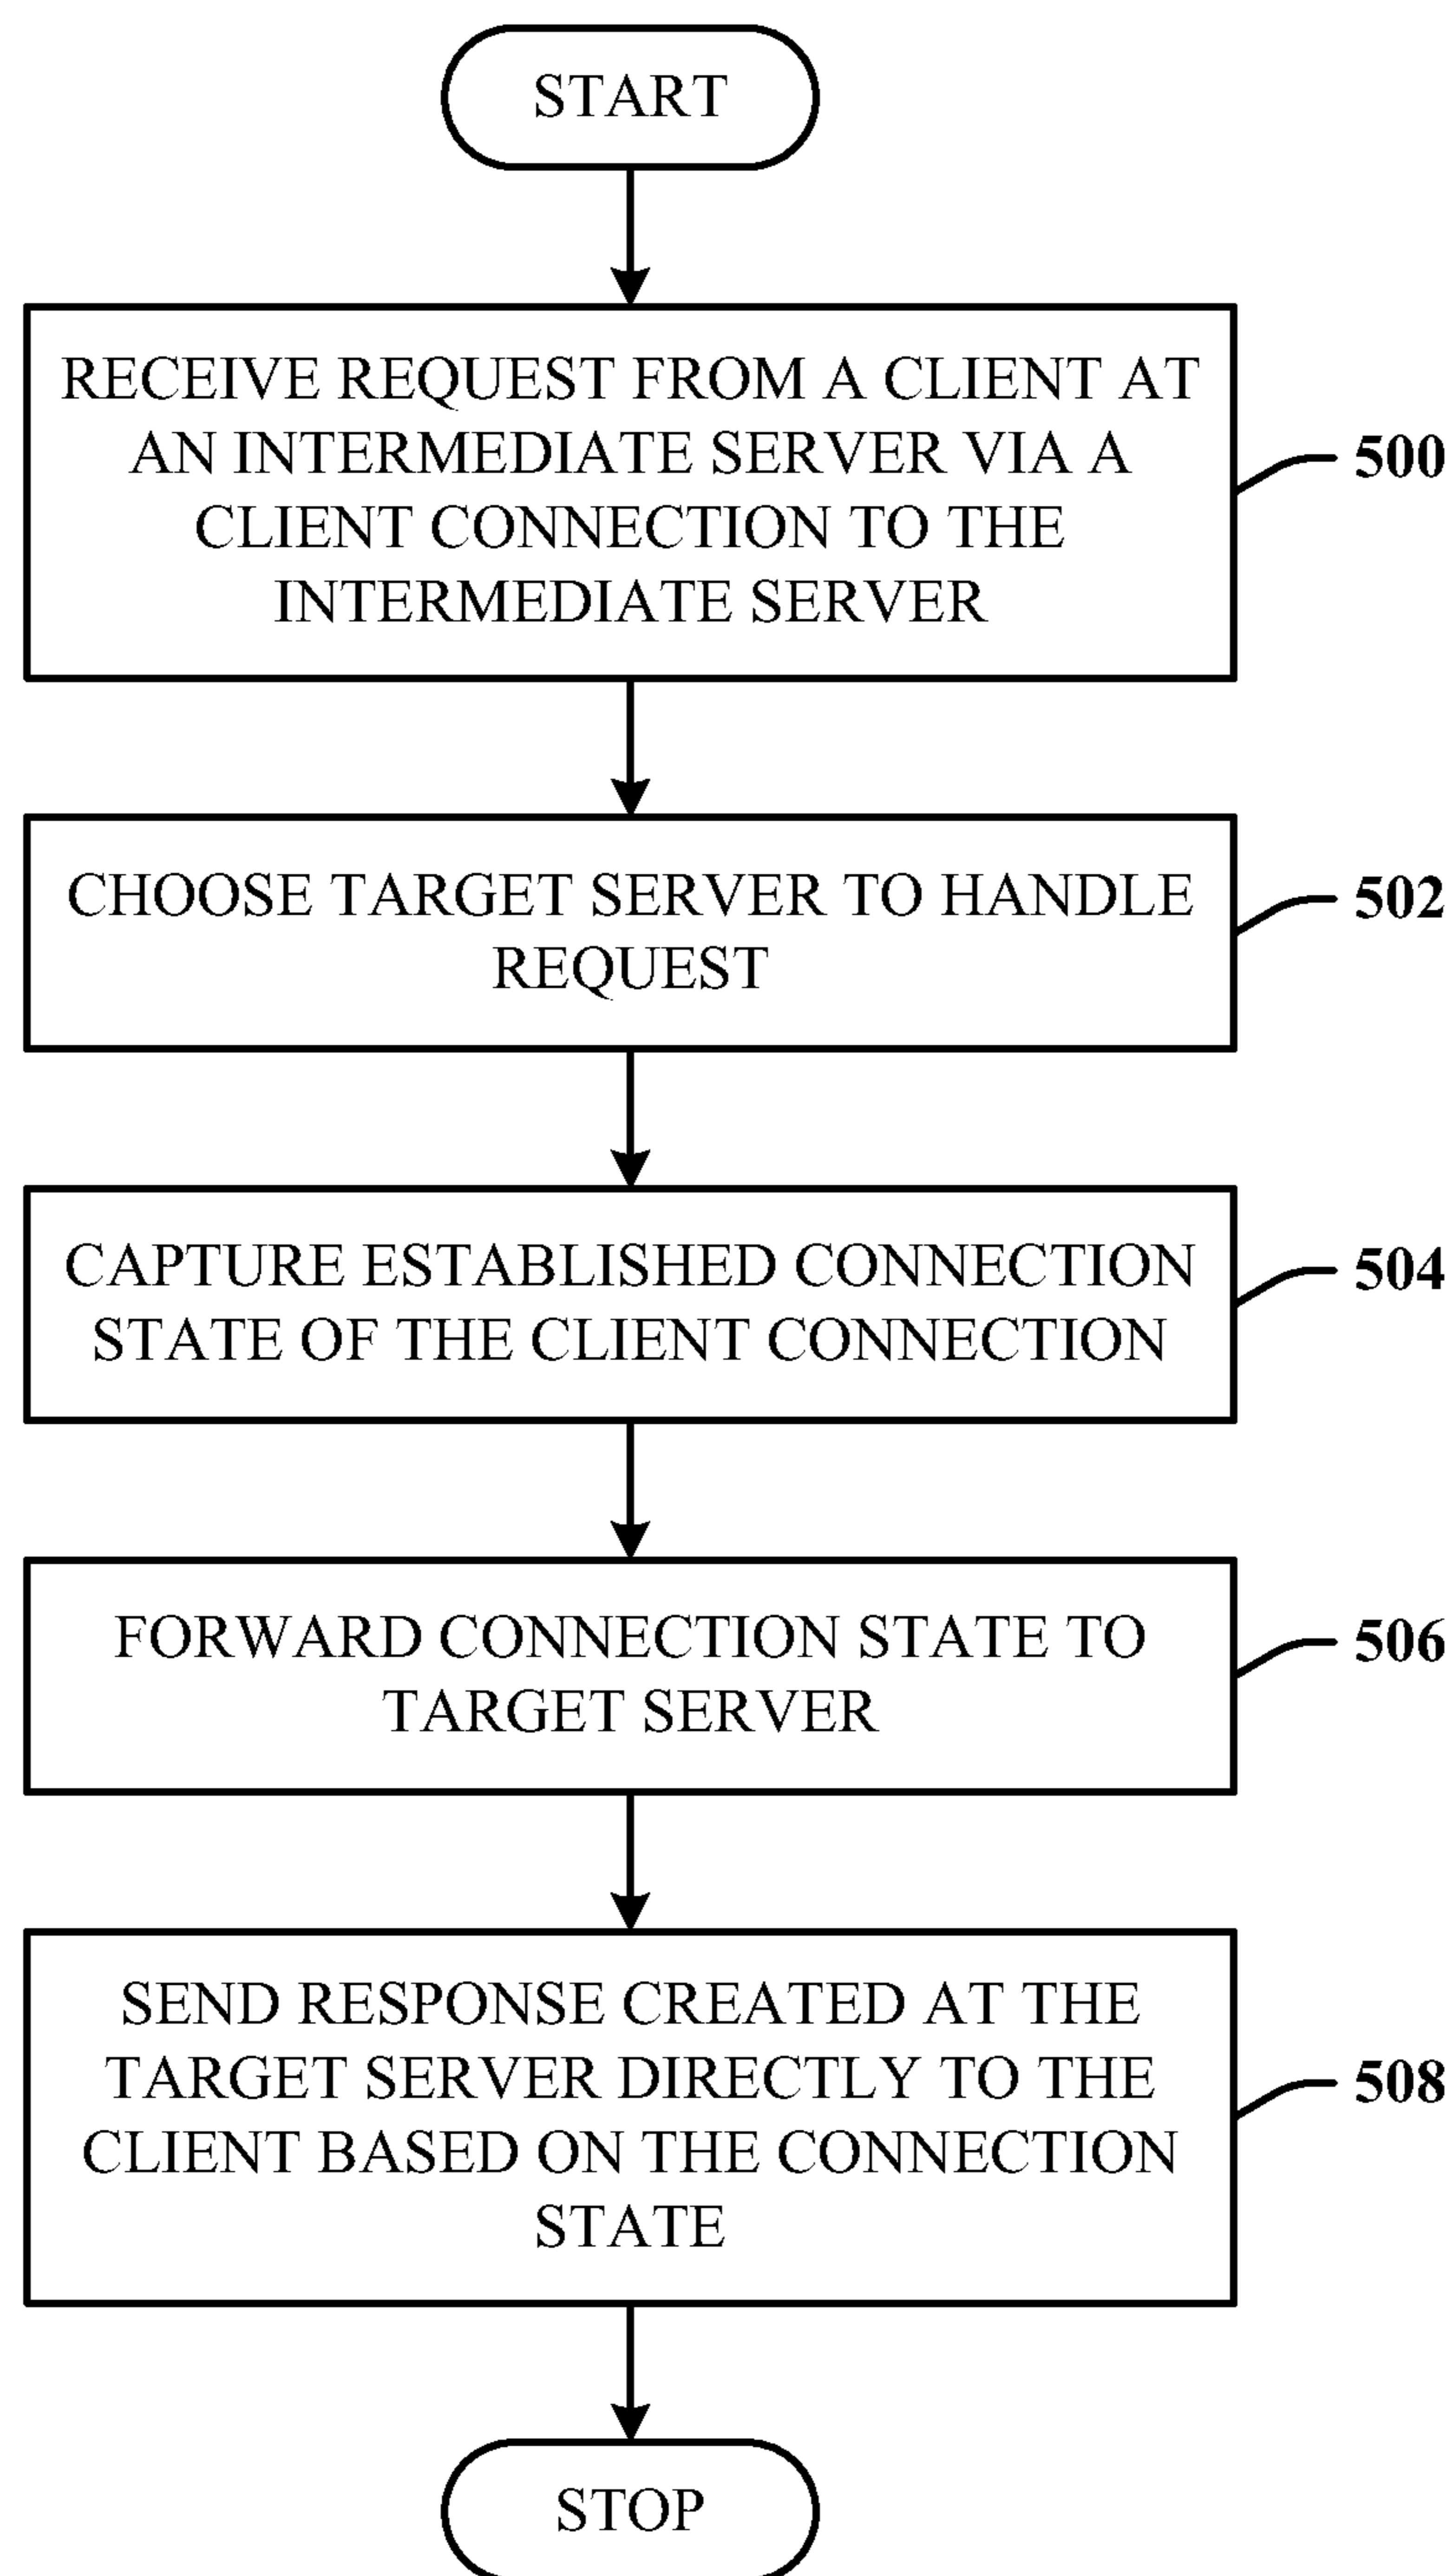 START
RECEIVE REQUEST FROM A CLIENT AT
AN INTERMEDIATE SERVER VIA A
CLIENT CONNECTION TO THE
INTERMEDIATE SERVER
500
CHOOSE TARGET SERVER TO HANDLE
REQUEST
502
CAPTURE ESTABLISHED CONNECTION
STATE OF THE CLIENT CONNECTION
504
FORWARD CONNECTION STATE TO
TARGET SERVER
506
SEND RESPONSE CREATED AT THE
TARGET SERVER DIRECTLY TO THE
CLIENT BASED ON THE CONNECTION
STATE
508
STOP